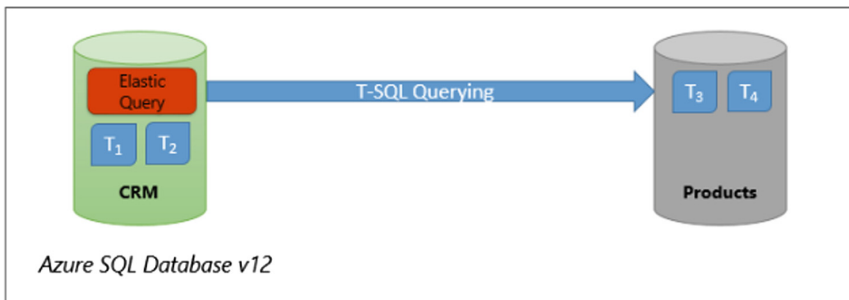 Elastic
Query
T-SQL Querying
T1 T2
T3 T4
CRM
Products
Azure SQL Database v12